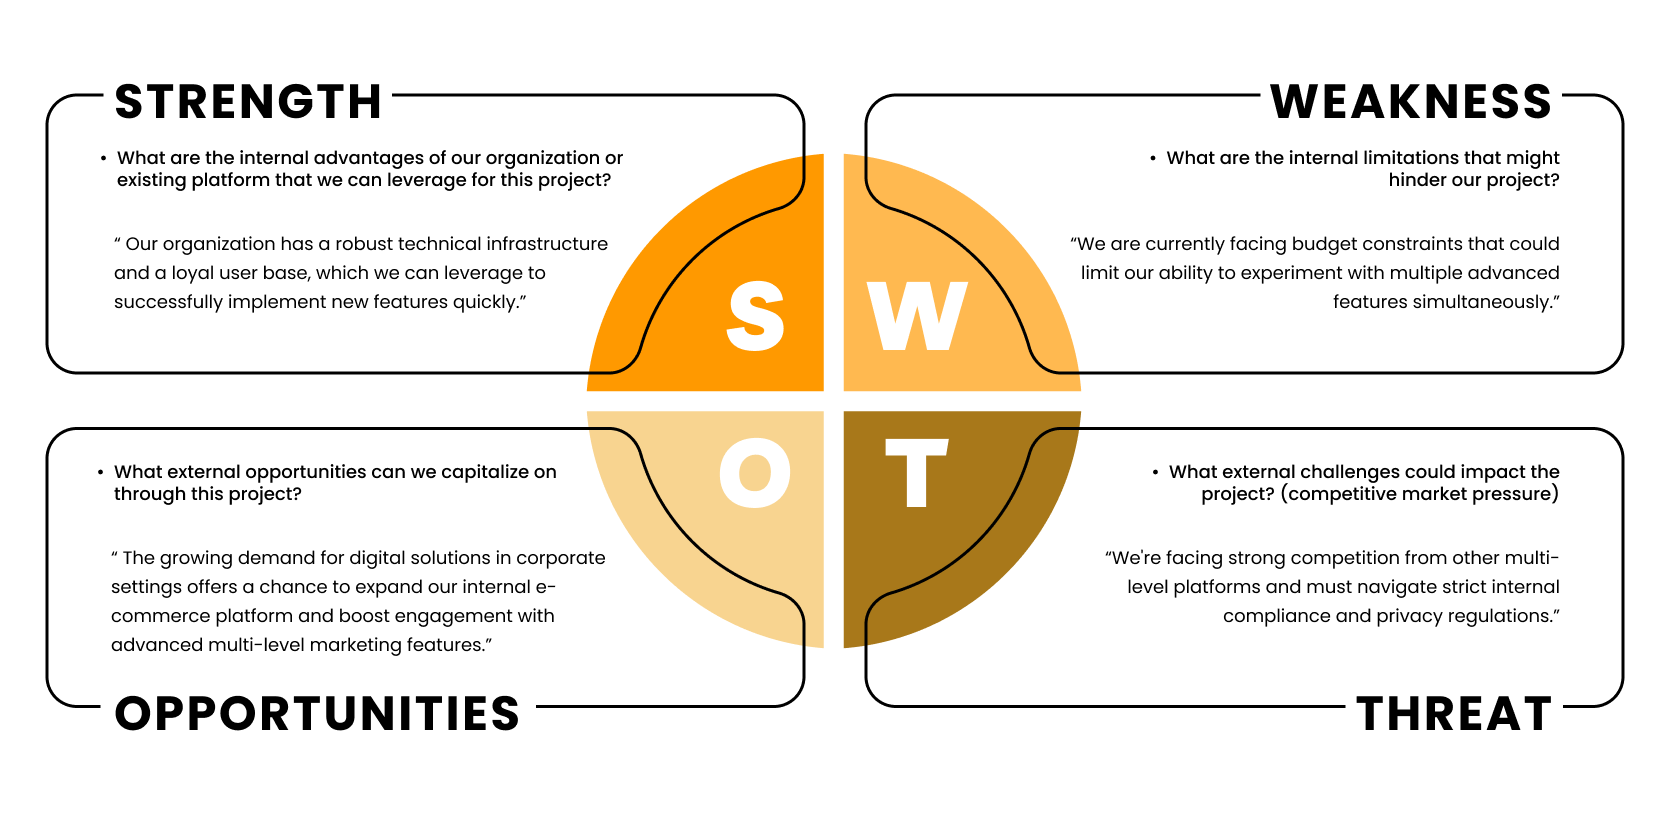 STRENGTH
• What are the internal advantages of our organization or
existing platform that we can leverage for this project?
“ Our organization has a robust technical infrastructure
and a loyal user base, which we can leverage to
successfully implement new features quickly.”
WEAKNESS
• What are the internal limitations that might
hinder our project?
“We are currently facing budget constraints that could
limit our ability to experiment with multiple advanced
features simultaneously.”
S
W
O
T
• What external opportunities can we capitalize on
through this project?
“ The growing demand for digital solutions in corporate
settings offers a chance to expand our internal e-
commerce platform and boost engagement with
advanced multi-level marketing features.”
OPPORTUNITIES
• What external challenges could impact the
project? (competitive market pressure)
“We're facing strong competition from other multi-
level platforms and must navigate strict internal
compliance and privacy regulations.”
THREAT